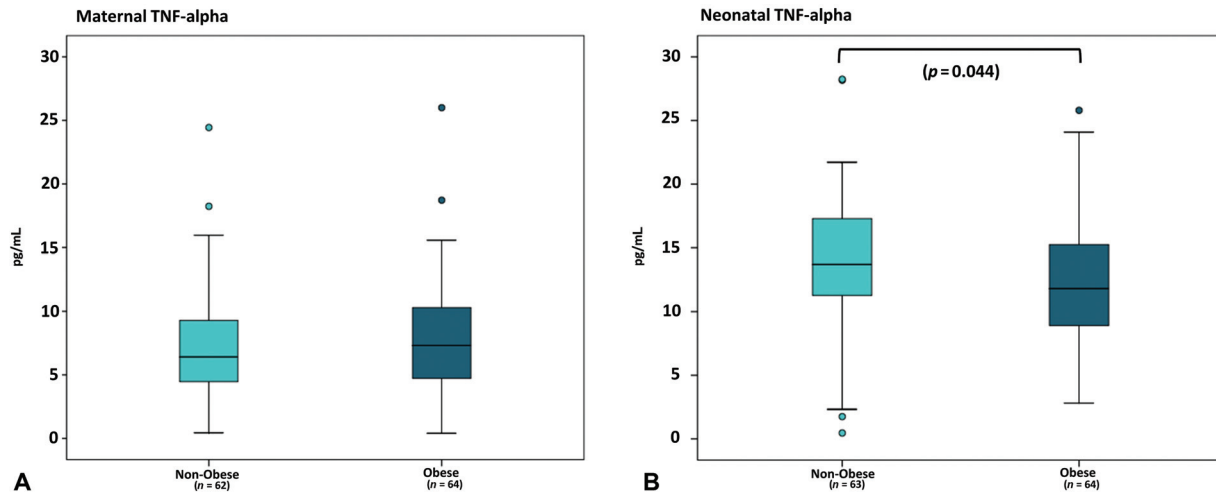 Maternal TNF-alpha
30
25
20
15
10
5
0
pg/mL
Non-Obese
(n = 62)
Obese
(n = 64)
A
Neonatal TNF-alpha
(p = 0.044)
30
25
20
15
10
5
0
pg/mL
Non-Obese
(n = 63)
Obese
(n = 64)
B